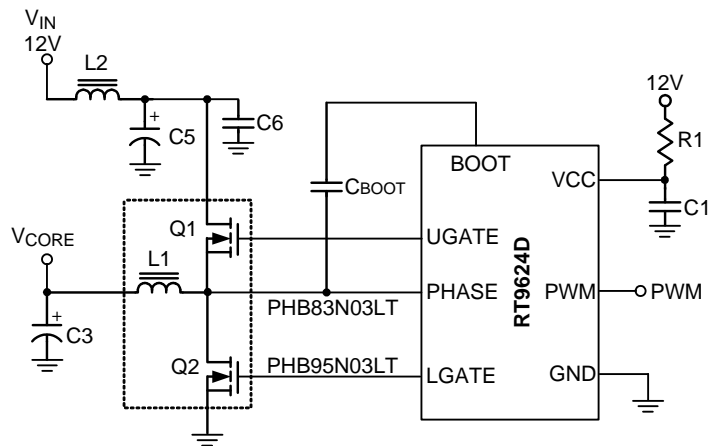 VIN
12V
L2
12V
C5
C6
R1
BOOT
CBOOT
VCC
C1
Q1
VCORE
UGATE
L1
RT9624D
PHASE
PWM
PWM
PHB83N03LT
C3
Q2
PHB95N03LT
LGATE
GND
+
+